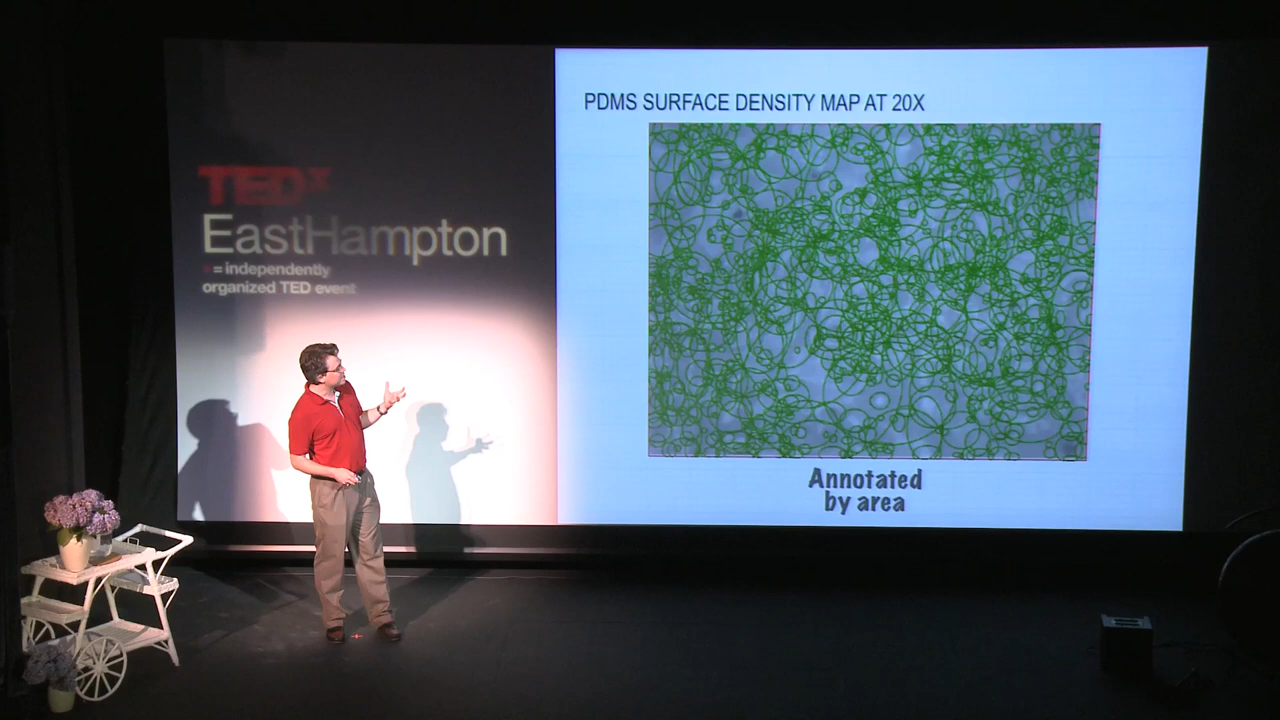 TEDx
EastHampton
x = independently
organized TED event
PDMS SURFACE DENSITY MAP AT 20X
Annotated
by area